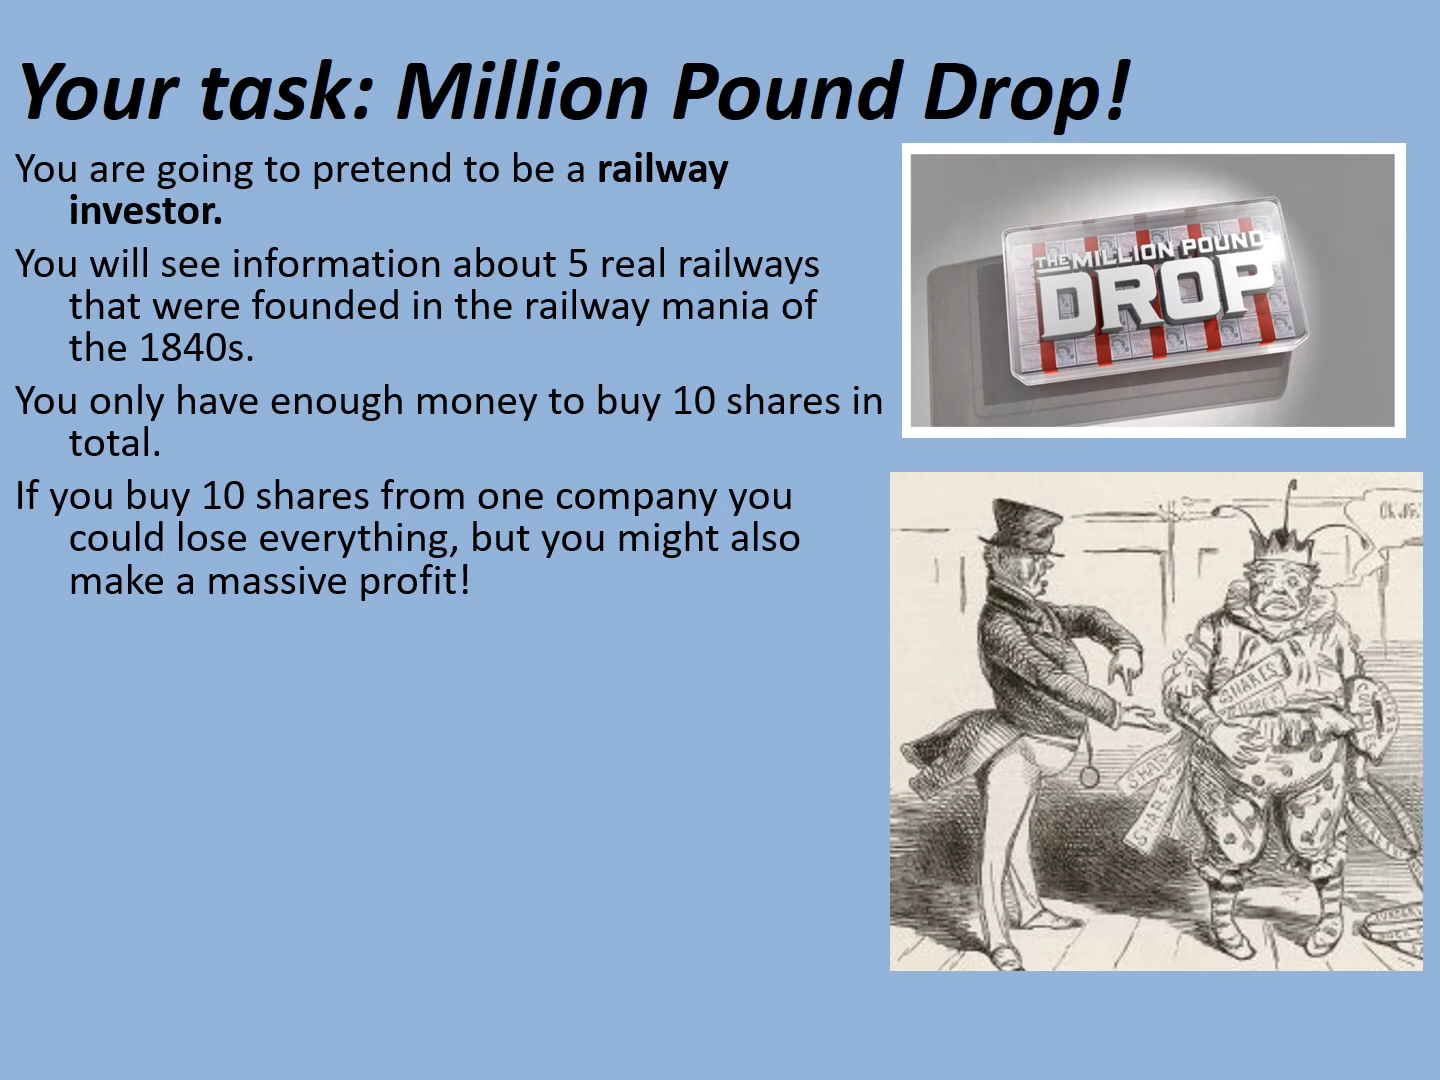 Your task: Million Pound Drop!
You are going to pretend to be a railway
investor.
You will see information about 5 real railways
that were founded in the railway mania of
the 1840s.
You only have enough money to buy 10 shares in
total.
If you buy 10 shares from one company you
could lose everything, but you might also
make a massive profit!
THE MILLION POUND
DROP
SHARES
SHARES
SHARES